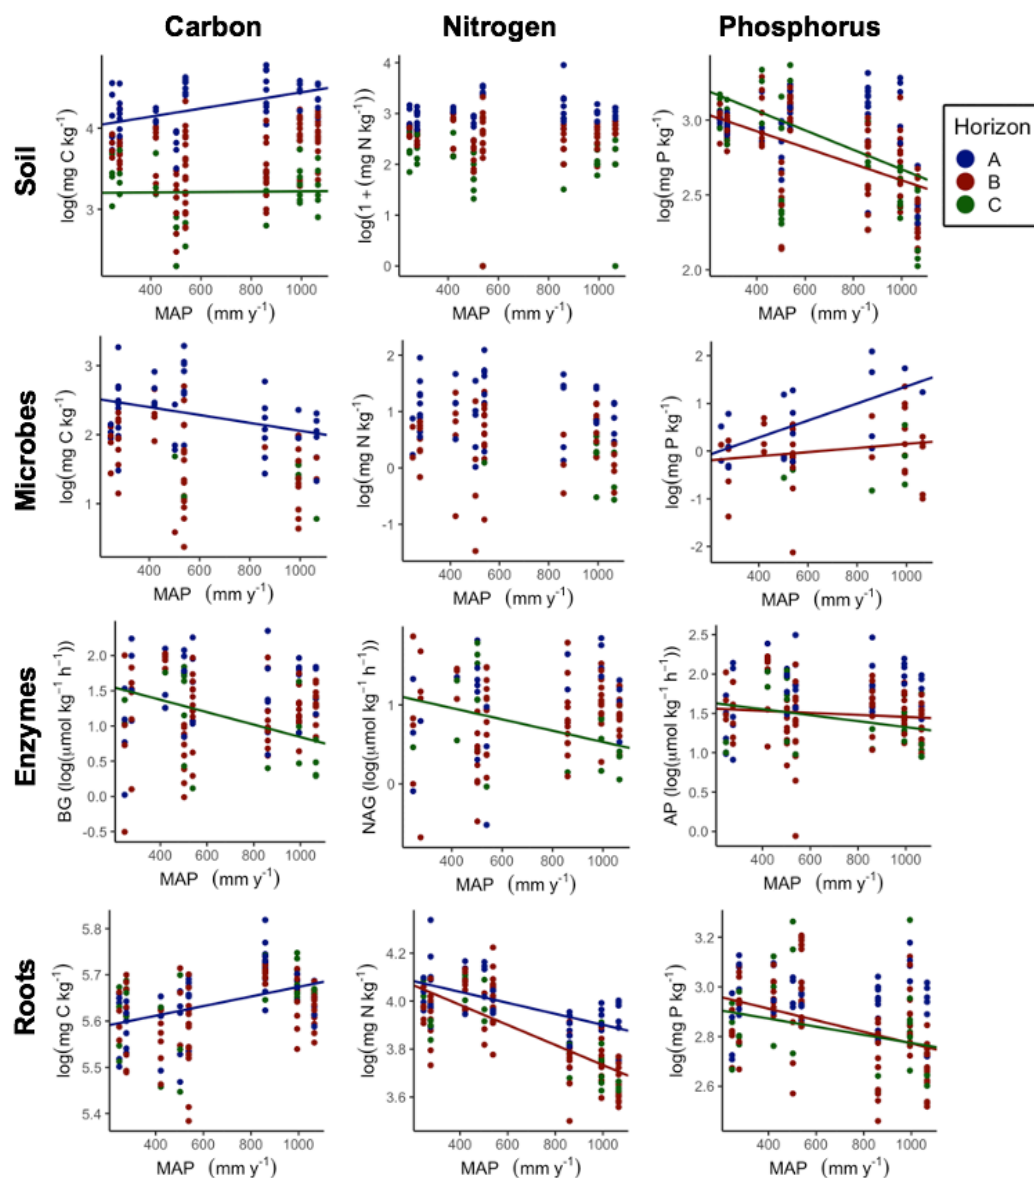 Carbon
Nitrogen
Phosphorus
Soil
log(mg C kg⁻¹)
4
3
400 600 800 1000
MAP (mm y⁻¹)
log(1 + (mg N kg⁻¹))
4
3
2
1
0
400 600 800 1000
MAP (mm y⁻¹)
log(mg P kg⁻¹)
3.0
2.5
2.0
400 600 800 1000
MAP (mm y⁻¹)
Horizon
A
B
C
Microbes
log(mg C kg⁻¹)
3
2
1
400 600 800 1000
MAP (mm y⁻¹)
log(mg N kg⁻¹)
2
1
0
-1
400 600 800 1000
MAP (mm y⁻¹)
log(mg P kg⁻¹)
2
1
0
-1
-2
400 600 800 1000
MAP (mm y⁻¹)
Enzymes
BG (log(μmol kg⁻¹ h⁻¹))
2.0
1.5
1.0
0.5
0.0
-0.5
400 600 800 1000
MAP (mm y⁻¹)
NAG (log(μmol kg⁻¹ h⁻¹))
1
0
400 600 800 1000
MAP (mm y⁻¹)
AP (log(μmol kg⁻¹ h⁻¹))
2.5
2.0
1.5
1.0
0.5
0.0
400 600 800 1000
MAP (mm y⁻¹)
Roots
log(mg C kg⁻¹)
5.8
5.7
5.6
5.5
5.4
400 600 800 1000
MAP (mm y⁻¹)
log(mg N kg⁻¹)
4.2
4.0
3.8
3.6
400 600 800 1000
MAP (mm y⁻¹)
log(mg P kg⁻¹)
3.2
3.0
2.8
2.6
400 600 800 1000
MAP (mm y⁻¹)